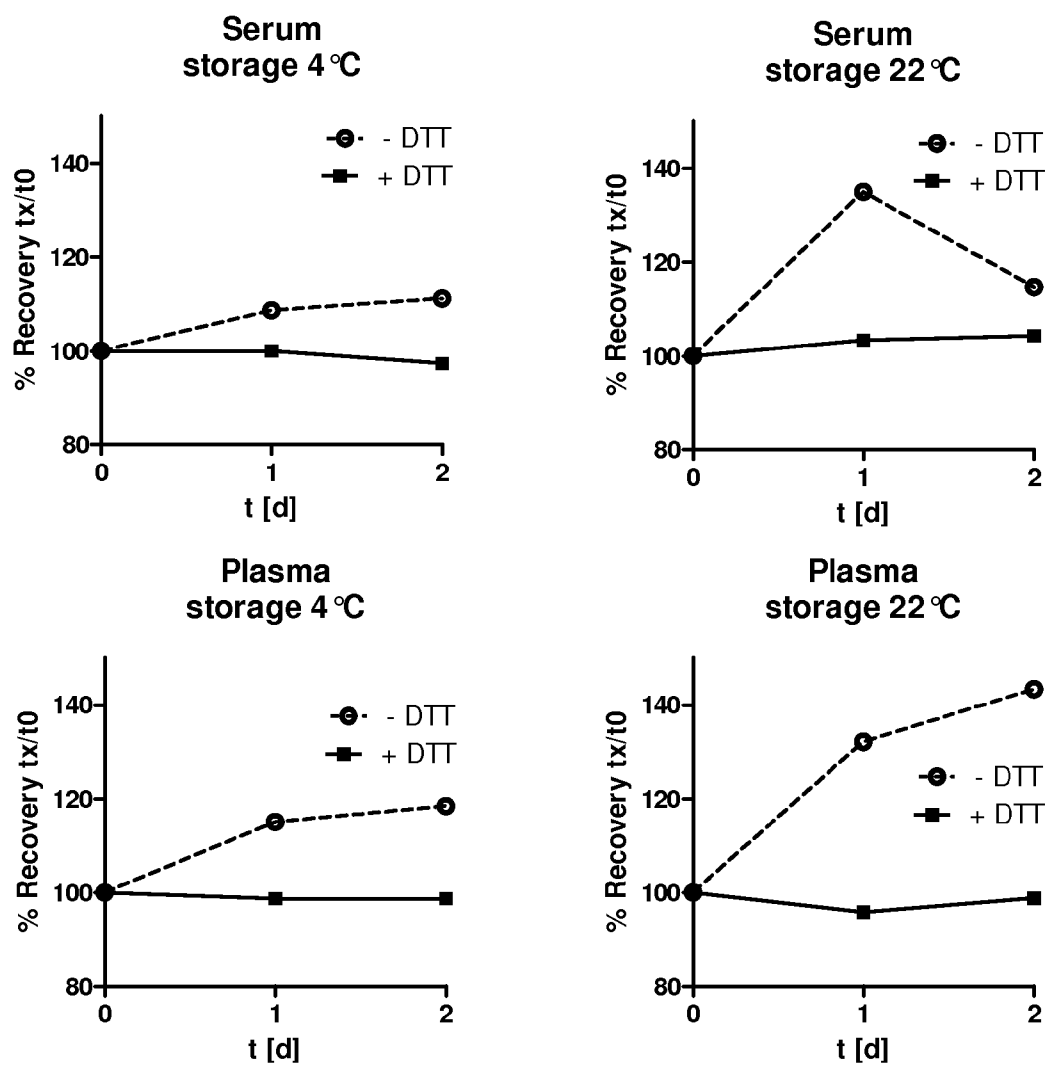 Serum
storage 4°C
% Recovery tx/t0
140
120
100
80
- DTT
+ DTT
0 1 2
t [d]
Serum
storage 22°C
% Recovery tx/t0
140
120
100
80
- DTT
+ DTT
0 1 2
t [d]
Plasma
storage 4°C
% Recovery tx/t0
140
120
100
80
- DTT
+ DTT
0 1 2
t [d]
Plasma
storage 22°C
% Recovery tx/t0
140
120
100
80
- DTT
+ DTT
0 1 2
t [d]